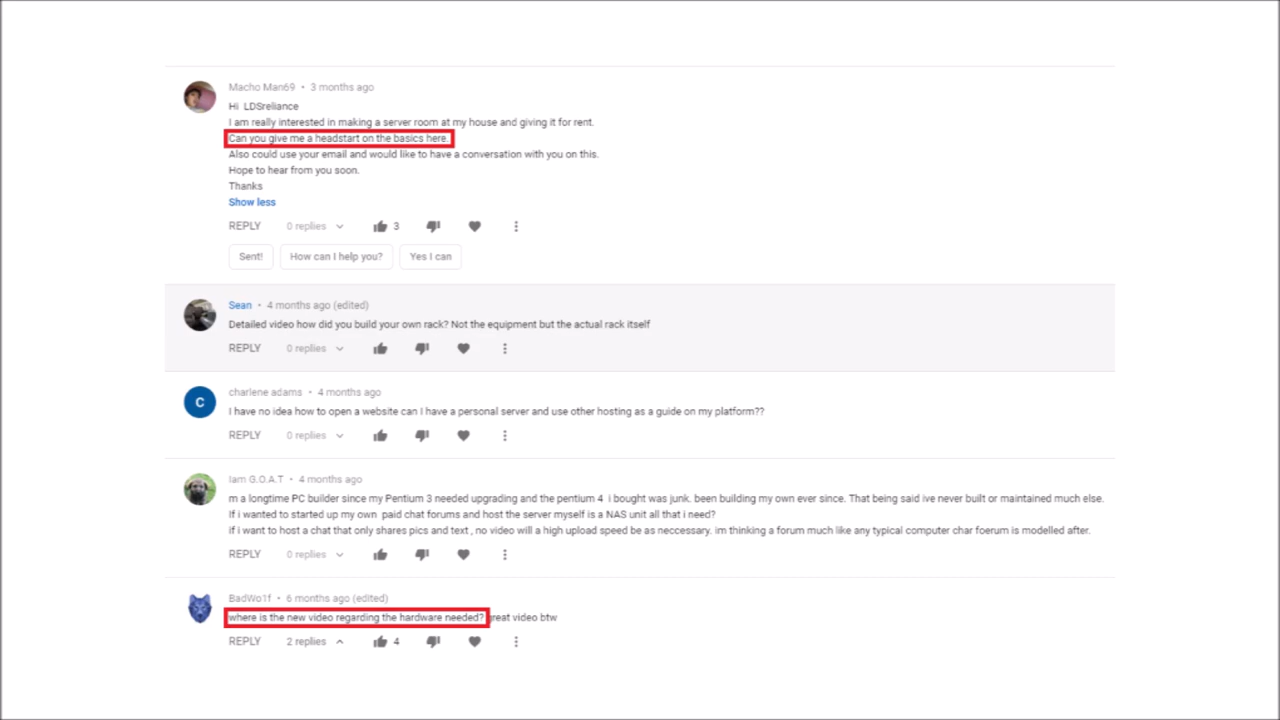 Macho Man69 • 3 months ago
Hi LDSreliance
I am really interested in making a server room at my house and giving it for rent.
Can you give me a headstart on the basics here.
Also could use your email and would like to have a conversation with you on this.
Hope to hear from you soon.
Thanks
Show less
REPLY 0 replies 3
Sent! How can I help you? Yes I can
Sean • 4 months ago (edited)
Detailed video how did you build your own rack? Not the equipment but the actual rack itself
REPLY 0 replies
C
charlene adams • 4 months ago
I have no idea how to open a website can I have a personal server and use other hosting as a guide on my platform??
REPLY 0 replies
Iam G.O.A.T • 4 months ago
m a longtime PC builder since my Pentium 3 needed upgrading and the pentium 4 i bought was junk. been building my own ever since. That being said ive never built or maintained much else.
If i wanted to started up my own paid chat forums and host the server myself is a NAS unit all that i need?
If i want to host a chat that only shares pics and text , no video will a high upload speed be as neccessary. im thinking a forum much like any typical computer char foerum is modelled after.
REPLY 0 replies
BadWo1f • 6 months ago (edited)
where is the new video regarding the hardware needed? reat video btw
REPLY 2 replies 4